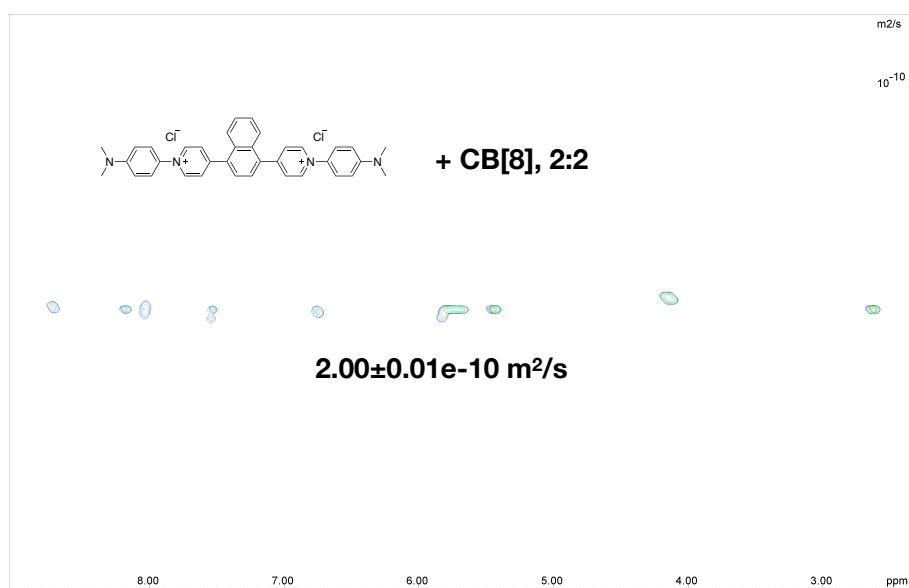 m2/s
10⁻¹⁰
Cl⁻ Cl⁻
N N⁺ N⁺ N
+ CB[8], 2:2
2.00±0.01e-10 m²/s
8.00 7.00 6.00 5.00 4.00 3.00 ppm